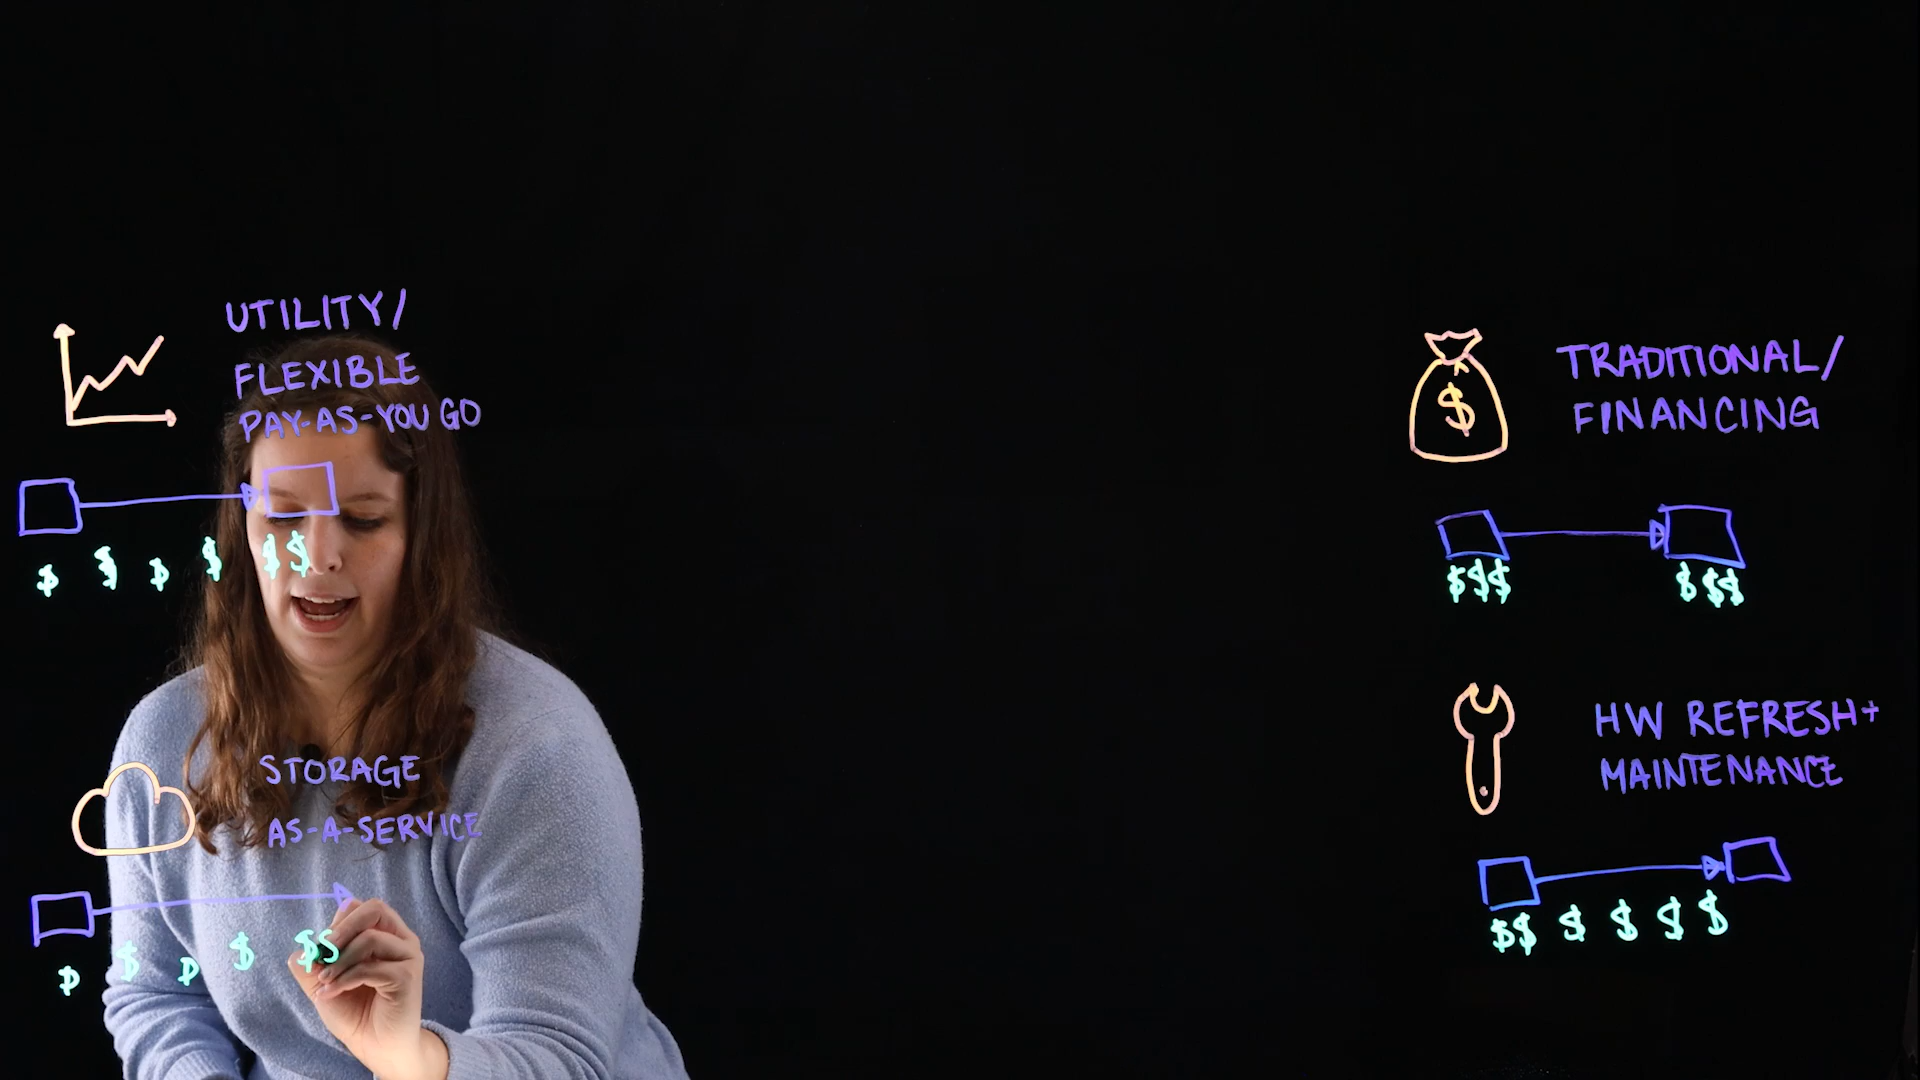 UTILITY/
FLEXIBLE
PAY-AS-YOU GO
$ $ $ $ $ $
STORAGE
AS-A-SERVICE
$ $ $ $ $$
$
TRADITIONAL/
FINANCING
$$$ $$$
HW REFRESH+
MAINTENANCE
$$ $ $ $ $